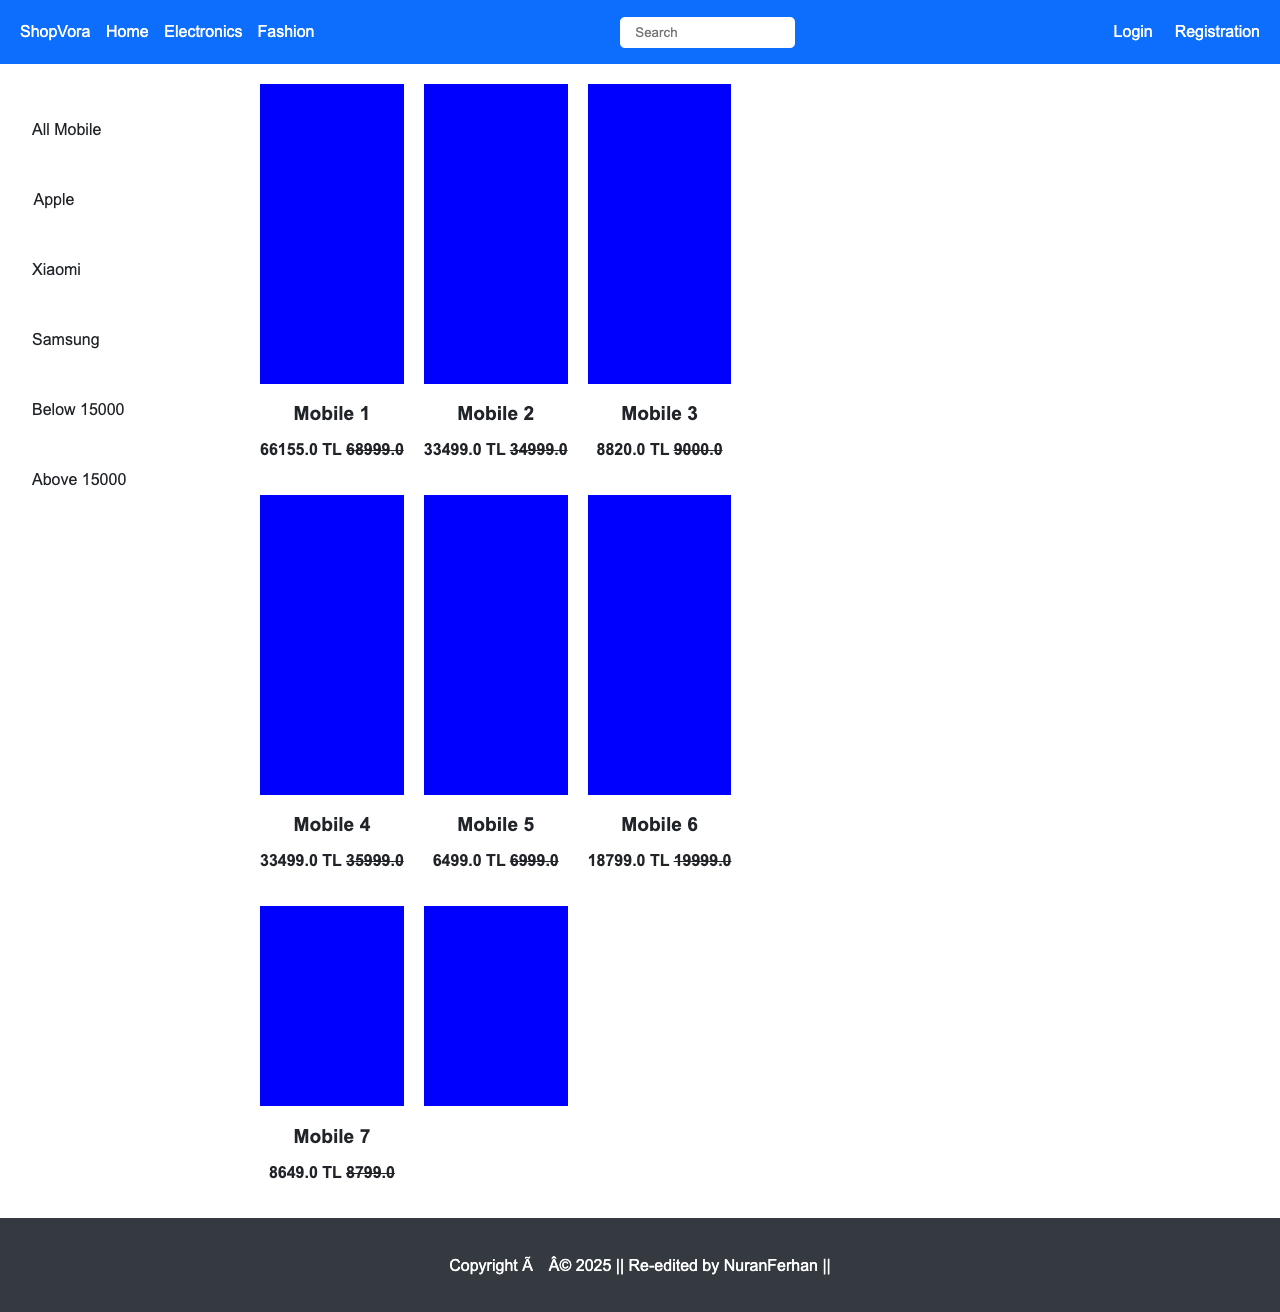 ShopVora Home Electronics Fashion Search Login Registration
All Mobile
Apple
Xiaomi
Samsung
Below 15000
Above 15000
Mobile 1 Mobile 2 Mobile 3
66155.0 TL 68999.0 33499.0 TL 34999.0 8820.0 TL 9000.0
Mobile 4 Mobile 5 Mobile 6
33499.0 TL 35999.0 6499.0 TL 6999.0 18799.0 TL 19999.0
Mobile 7
8649.0 TL 8799.0
Copyright Ã Â© 2025 || Re-edited by NuranFerhan ||